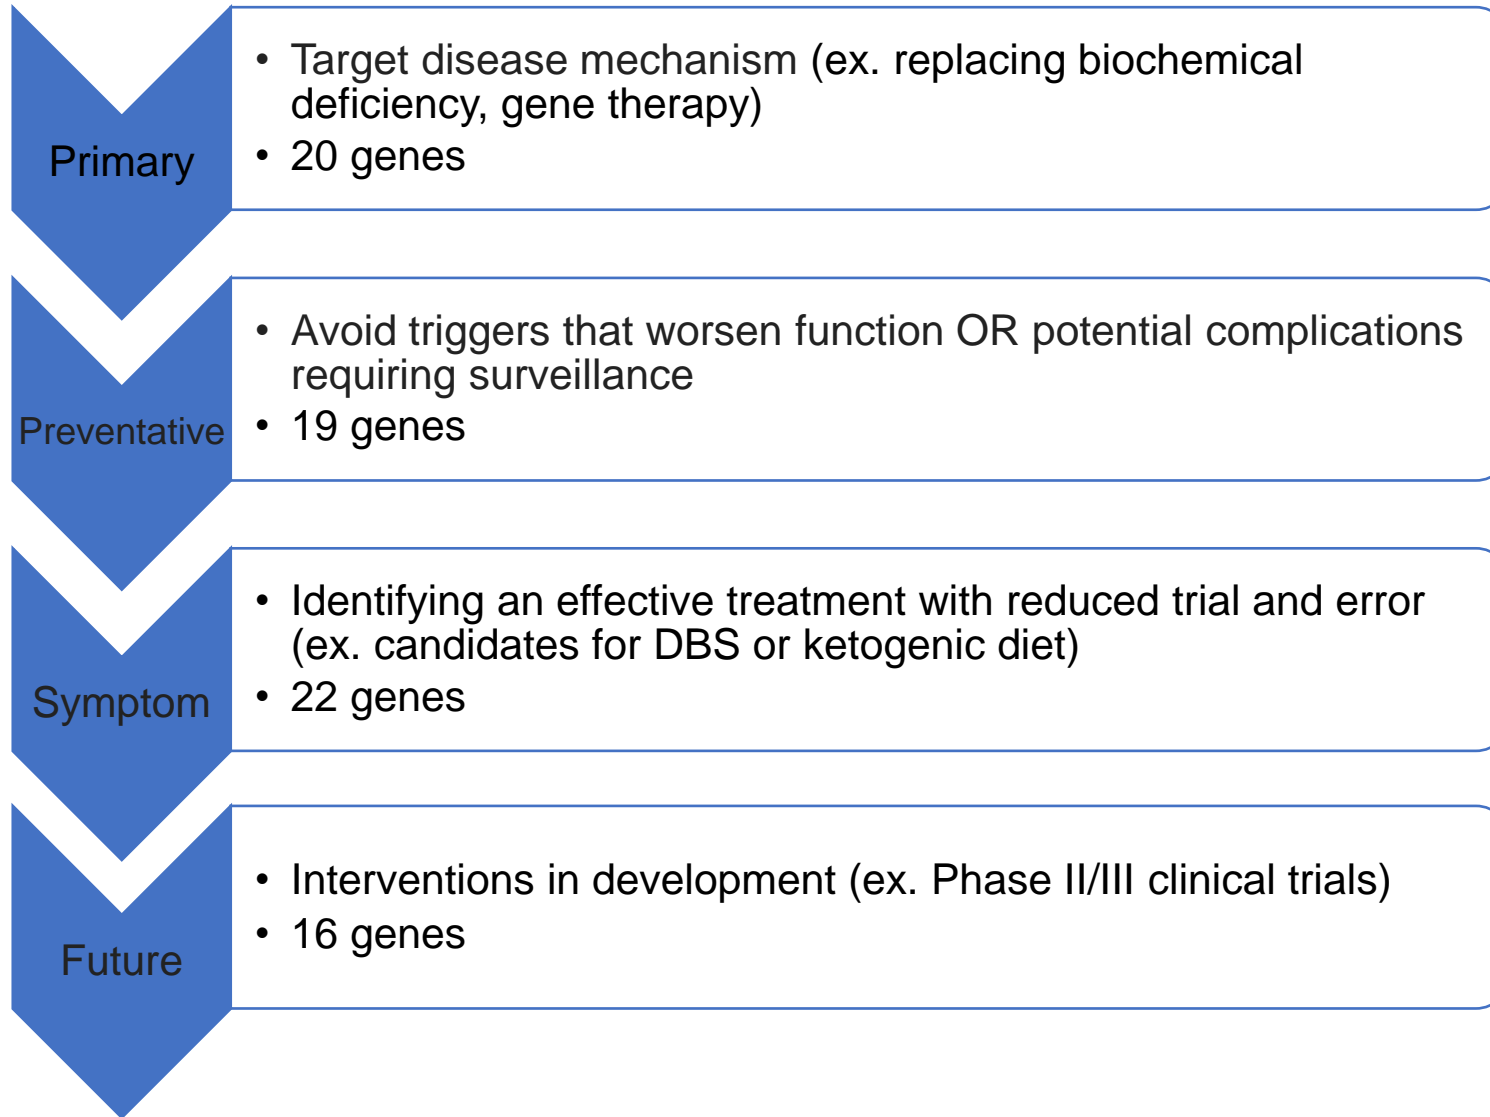 Primary
• Target disease mechanism (ex. replacing biochemical
deficiency, gene therapy)
• 20 genes
Preventative
• Avoid triggers that worsen function OR potential complications
requiring surveillance
• 19 genes
Symptom
• Identifying an effective treatment with reduced trial and error
(ex. candidates for DBS or ketogenic diet)
• 22 genes
Future
• Interventions in development (ex. Phase II/III clinical trials)
• 16 genes